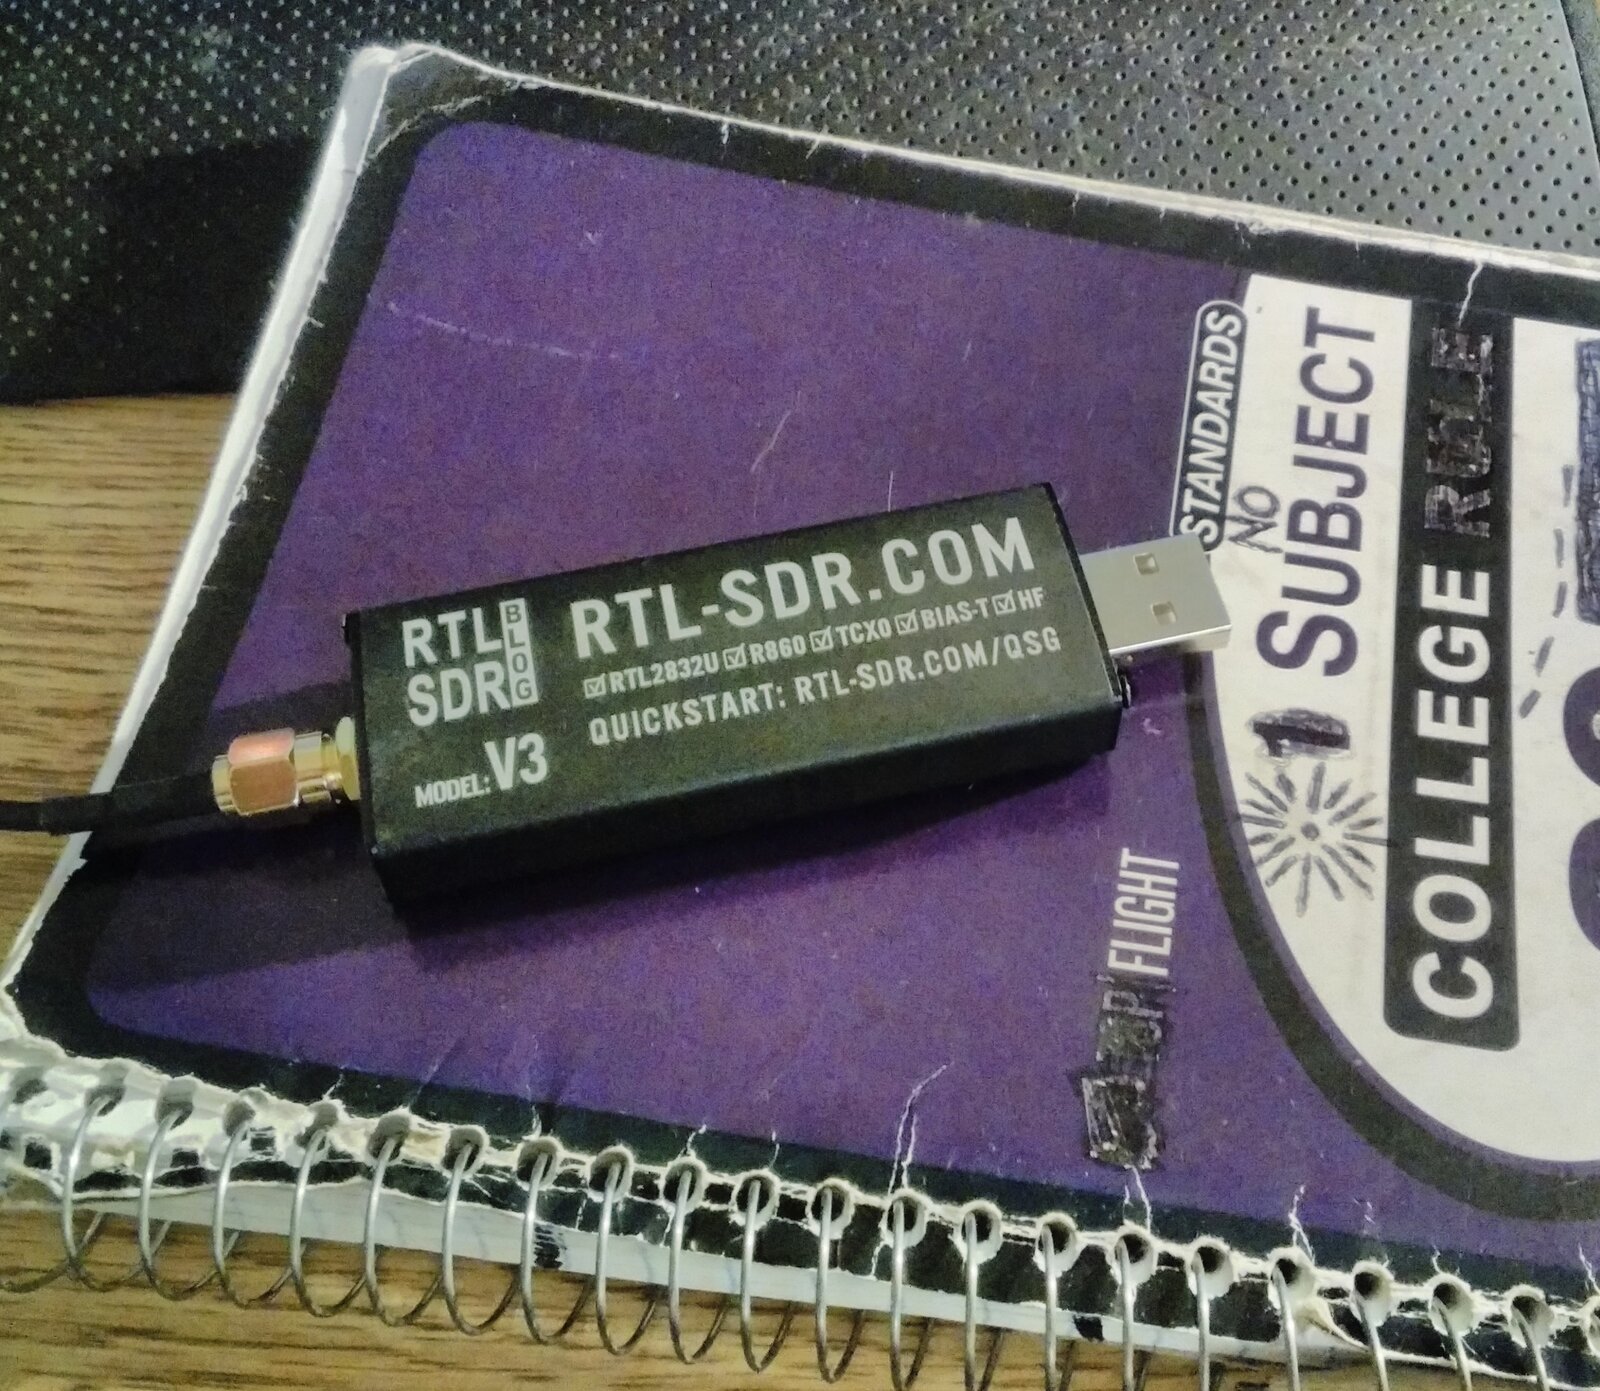 RTL
SDR
BLOG
MODEL: V3
RTL-SDR.COM
☑RTL2832U ☑R860 ☑TCXO ☑BIAS-T ☑HF
QUICKSTART: RTL-SDR.COM/QSG
STANDARDS
NO
1 SUBJECT
COLLEGE RULE
FLIGHT